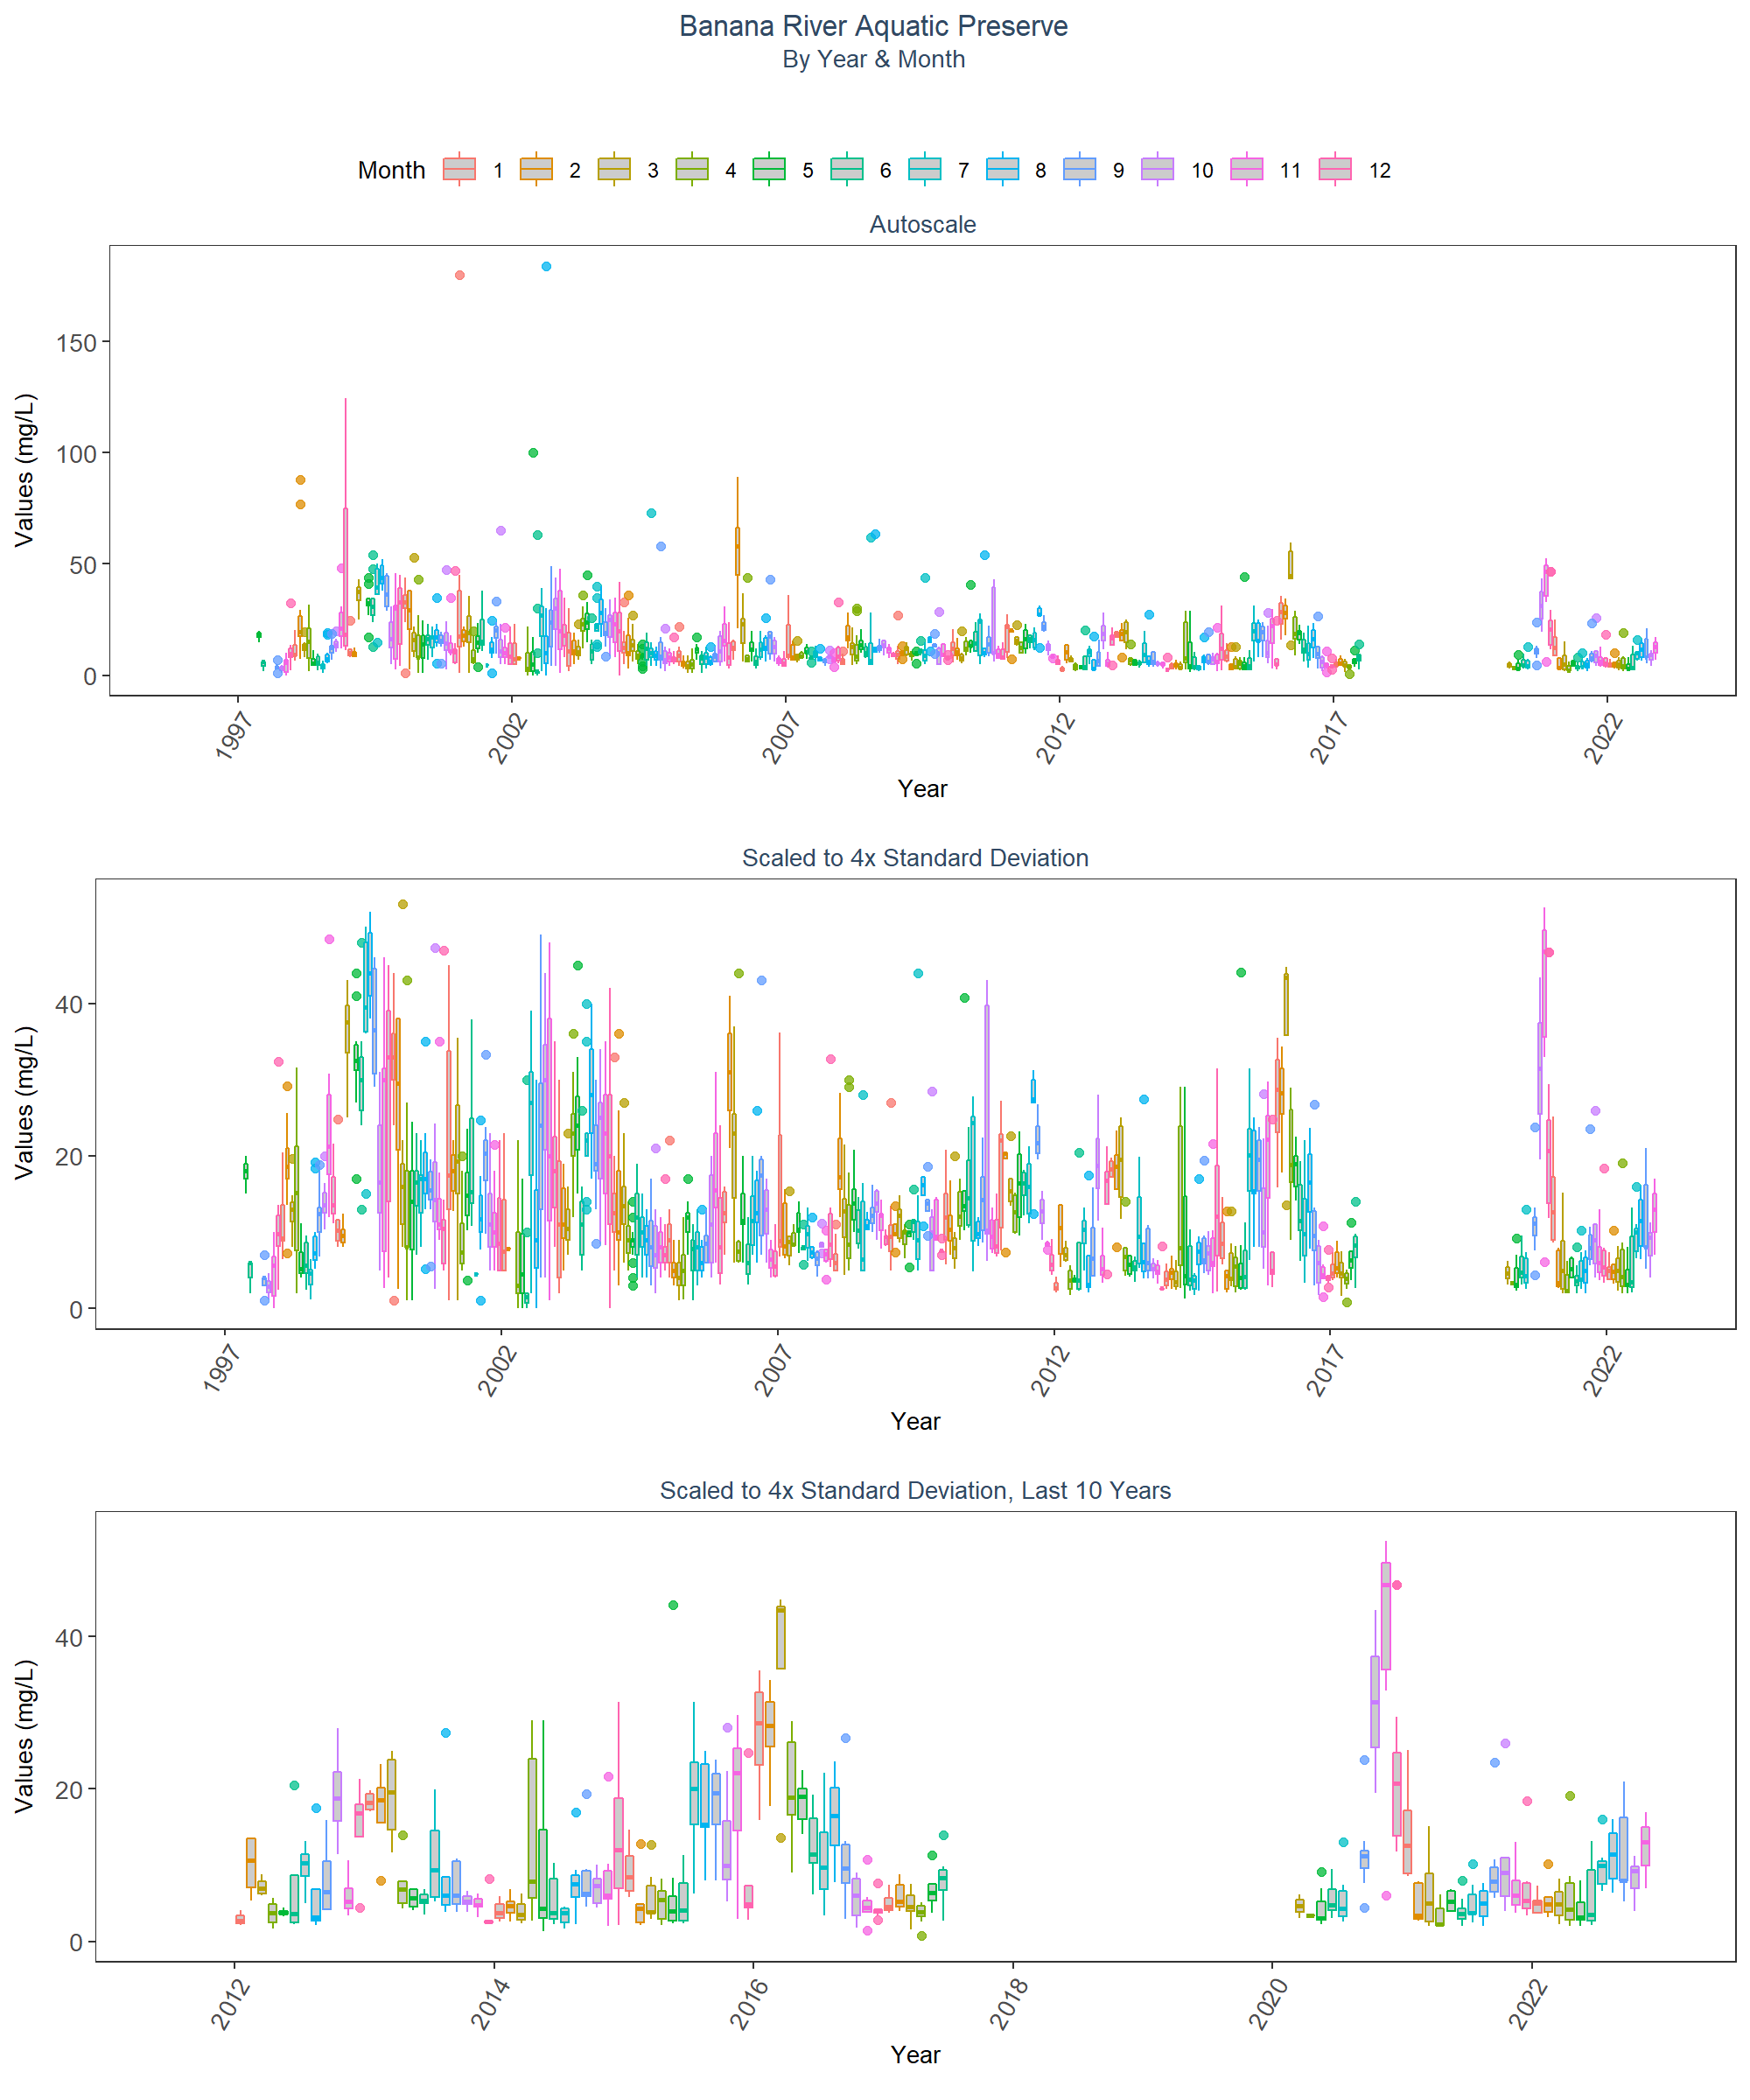 Banana River Aquatic Preserve
By Year & Month
Month 1 2 3 4 5 6 7 8 9 10 11 12
Autoscale
Values (mg/L)
150
100
50
0
1997 2002 2007 2012 2017 2022
Year
Scaled to 4x Standard Deviation
Values (mg/L)
40
20
0
1997 2002 2007 2012 2017 2022
Year
Scaled to 4x Standard Deviation, Last 10 Years
Values (mg/L)
40
20
0
2012 2014 2016 2018 2020 2022
Year